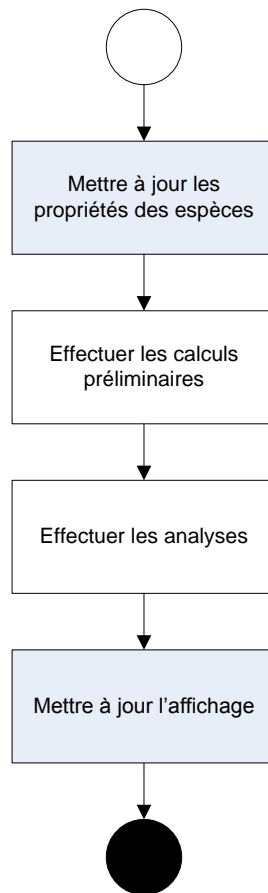 Mettre à jour les
propriétés des espèces
Effectuer les calculs
préliminaires
Effectuer les analyses
Mettre à jour l’affichage